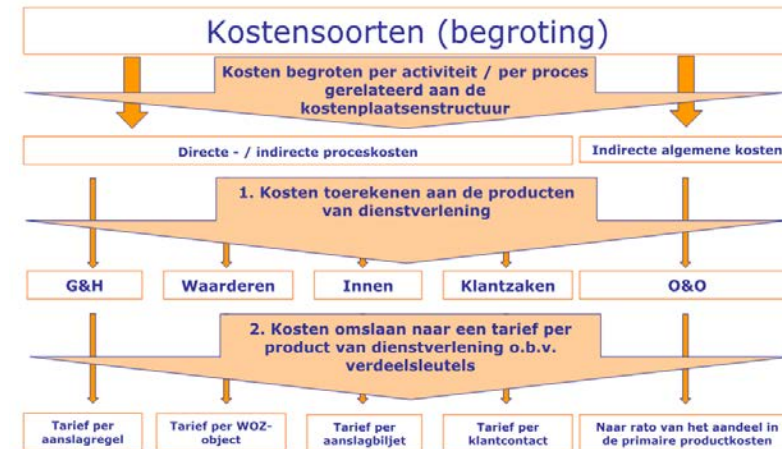 Kostensoorten (begroting)
Kosten begroten per activiteit / per proces
gerelateerd aan de
kostenplaatsenstructuur
Directe - / indirecte proceskosten
Indirecte algemene kosten
1. Kosten toerekenen aan de producten
van dienstverlening
G&H
Waarderen
Innen
Klantzaken
O&O
2. Kosten omslaan naar een tarief per
product van dienstverlening o.b.v.
verdeelsleutels
Tarief per
aanslagregel
Tarief per WOZ-
object
Tarief per
aanslagbiljet
Tarief per
klantcontact
Naar rato van het aandeel in
de primaire productkosten